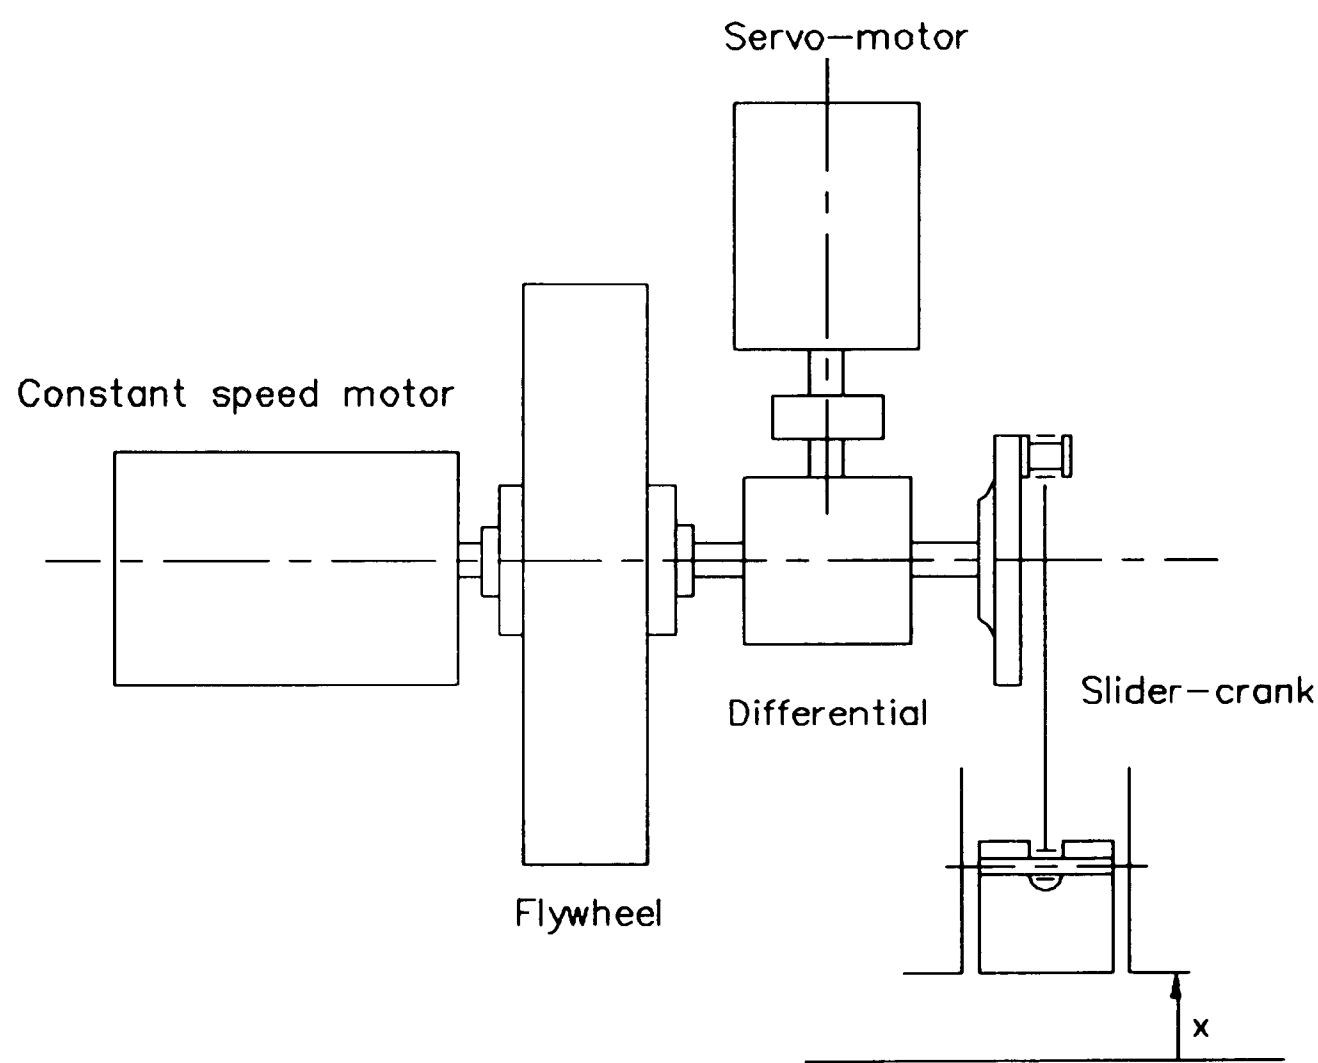 Servo-motor
Constant speed motor
Slider-crank
Differential
Flywheel
x